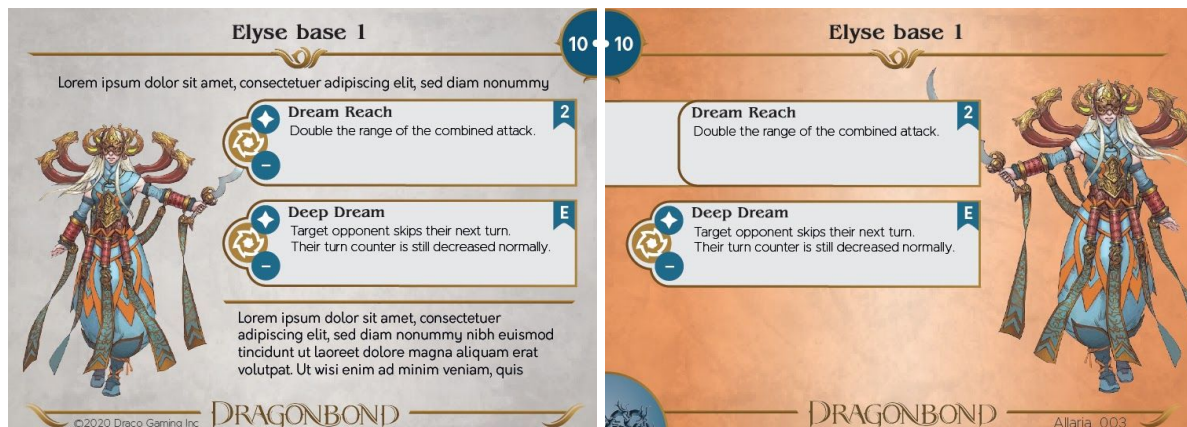 Elyse base 1
10
Lorem ipsum dolor sit amet, consectetuer adipiscing elit, sed diam nonummy
Dream Reach
2
Double the range of the combined attack.
Deep Dream
E
Target opponent skips their next turn.
Their turn counter is still decreased normally.
Lorem ipsum dolor sit amet, consectetuer
adipiscing elit, sed diam nonummy nibh euismod
tincidunt ut laoreet dolore magna aliquam erat
volutpat. Ut wisi enim ad minim veniam, quis
DRAGONBOND
©2020 Draco Gaming Inc
10
Elyse base 1
Dream Reach
2
Double the range of the combined attack.
Deep Dream
E
Target opponent skips their next turn.
Their turn counter is still decreased normally.
DRAGONBOND
Allaria_003